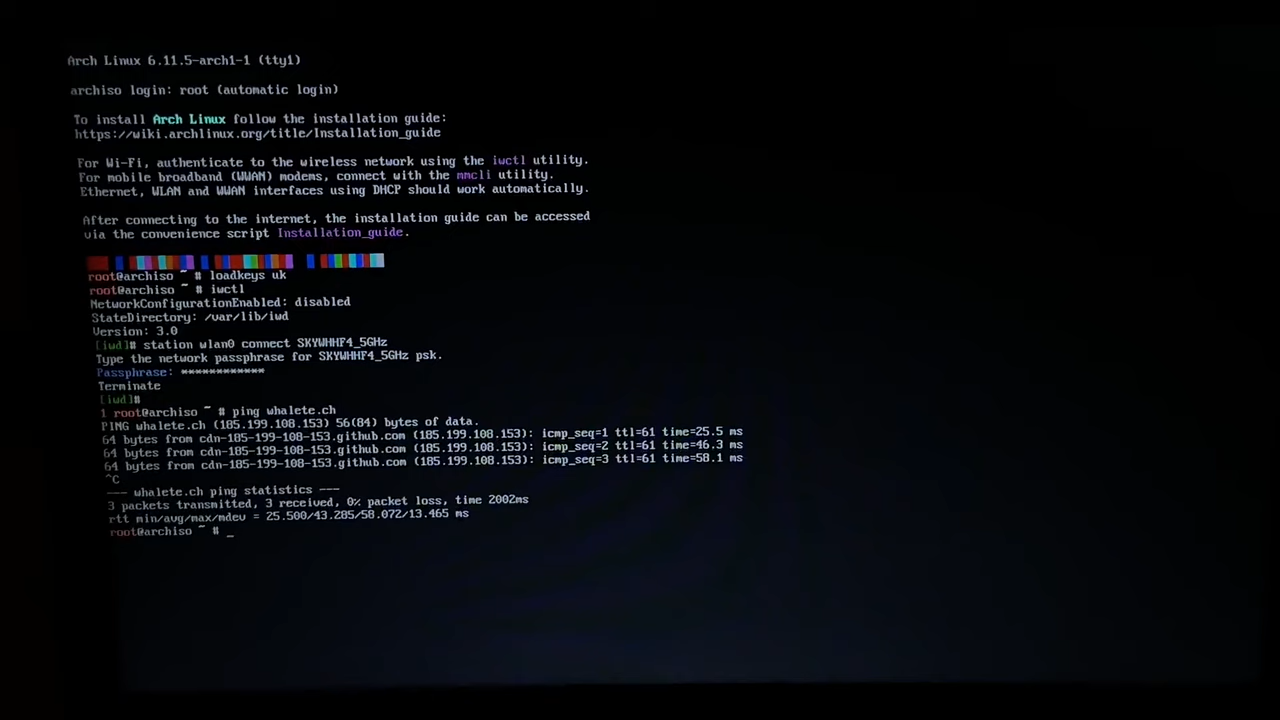 Arch Linux 6.11.5-arch1-1 (tty1)
archiso login: root (automatic login)
To install Arch Linux follow the installation guide:
https://wiki.archlinux.org/title/Installation_guide
For Wi-Fi, authenticate to the wireless network using the iwctl utility.
For mobile broadband (WWAN) modems, connect with the mmcli utility.
Ethernet, WLAN and WWAN interfaces using DHCP should work automatically.
After connecting to the internet, the installation guide can be accessed
via the convenience script Installation_guide.
root@archiso ~ # loadkeys uk
root@archiso ~ # iwctl
NetworkConfigurationEnabled: disabled
StateDirectory: /var/lib/iwd
Version: 3.0
[iwd]# station wlan0 connect SKYWHHF4_5GHz
Type the network passphrase for SKYWHHF4_5GHz psk.
Passphrase: ************
Terminate
[iwd]#
1 root@archiso ~ # ping whalete.ch
PING whalete.ch (185.199.108.153) 56(84) bytes of data.
64 bytes from cdn-185-199-108-153.github.com (185.199.108.153): icmp_seq=1 ttl=61 time=25.5 ms
64 bytes from cdn-185-199-108-153.github.com (185.199.108.153): icmp_seq=2 ttl=61 time=46.3 ms
64 bytes from cdn-185-199-108-153.github.com (185.199.108.153): icmp_seq=3 ttl=61 time=58.1 ms
^C
--- whalete.ch ping statistics ---
3 packets transmitted, 3 received, 0% packet loss, time 2002ms
rtt min/avg/max/mdev = 25.500/43.285/58.072/13.465 ms
root@archiso ~ # _